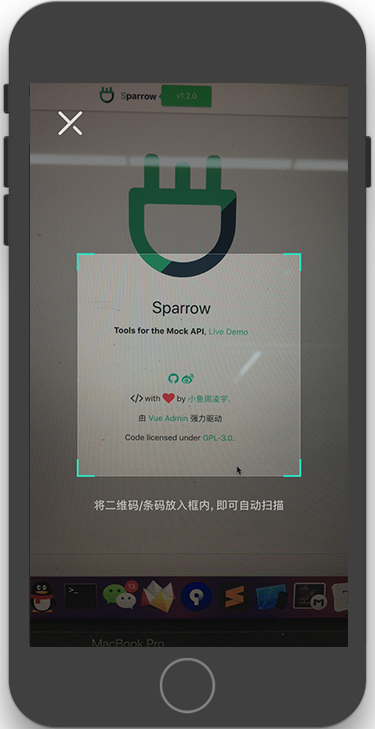 Sparrow v1.2.0
Sparrow
Tools for the Mock API, Live Demo
</> with ❤ by 小鱼周凌宇.
由 Vue Admin 强力驱动
Code licensed under GPL-3.0.
将二维码/条码放入框内, 即可自动扫描
13
MacBook Pro